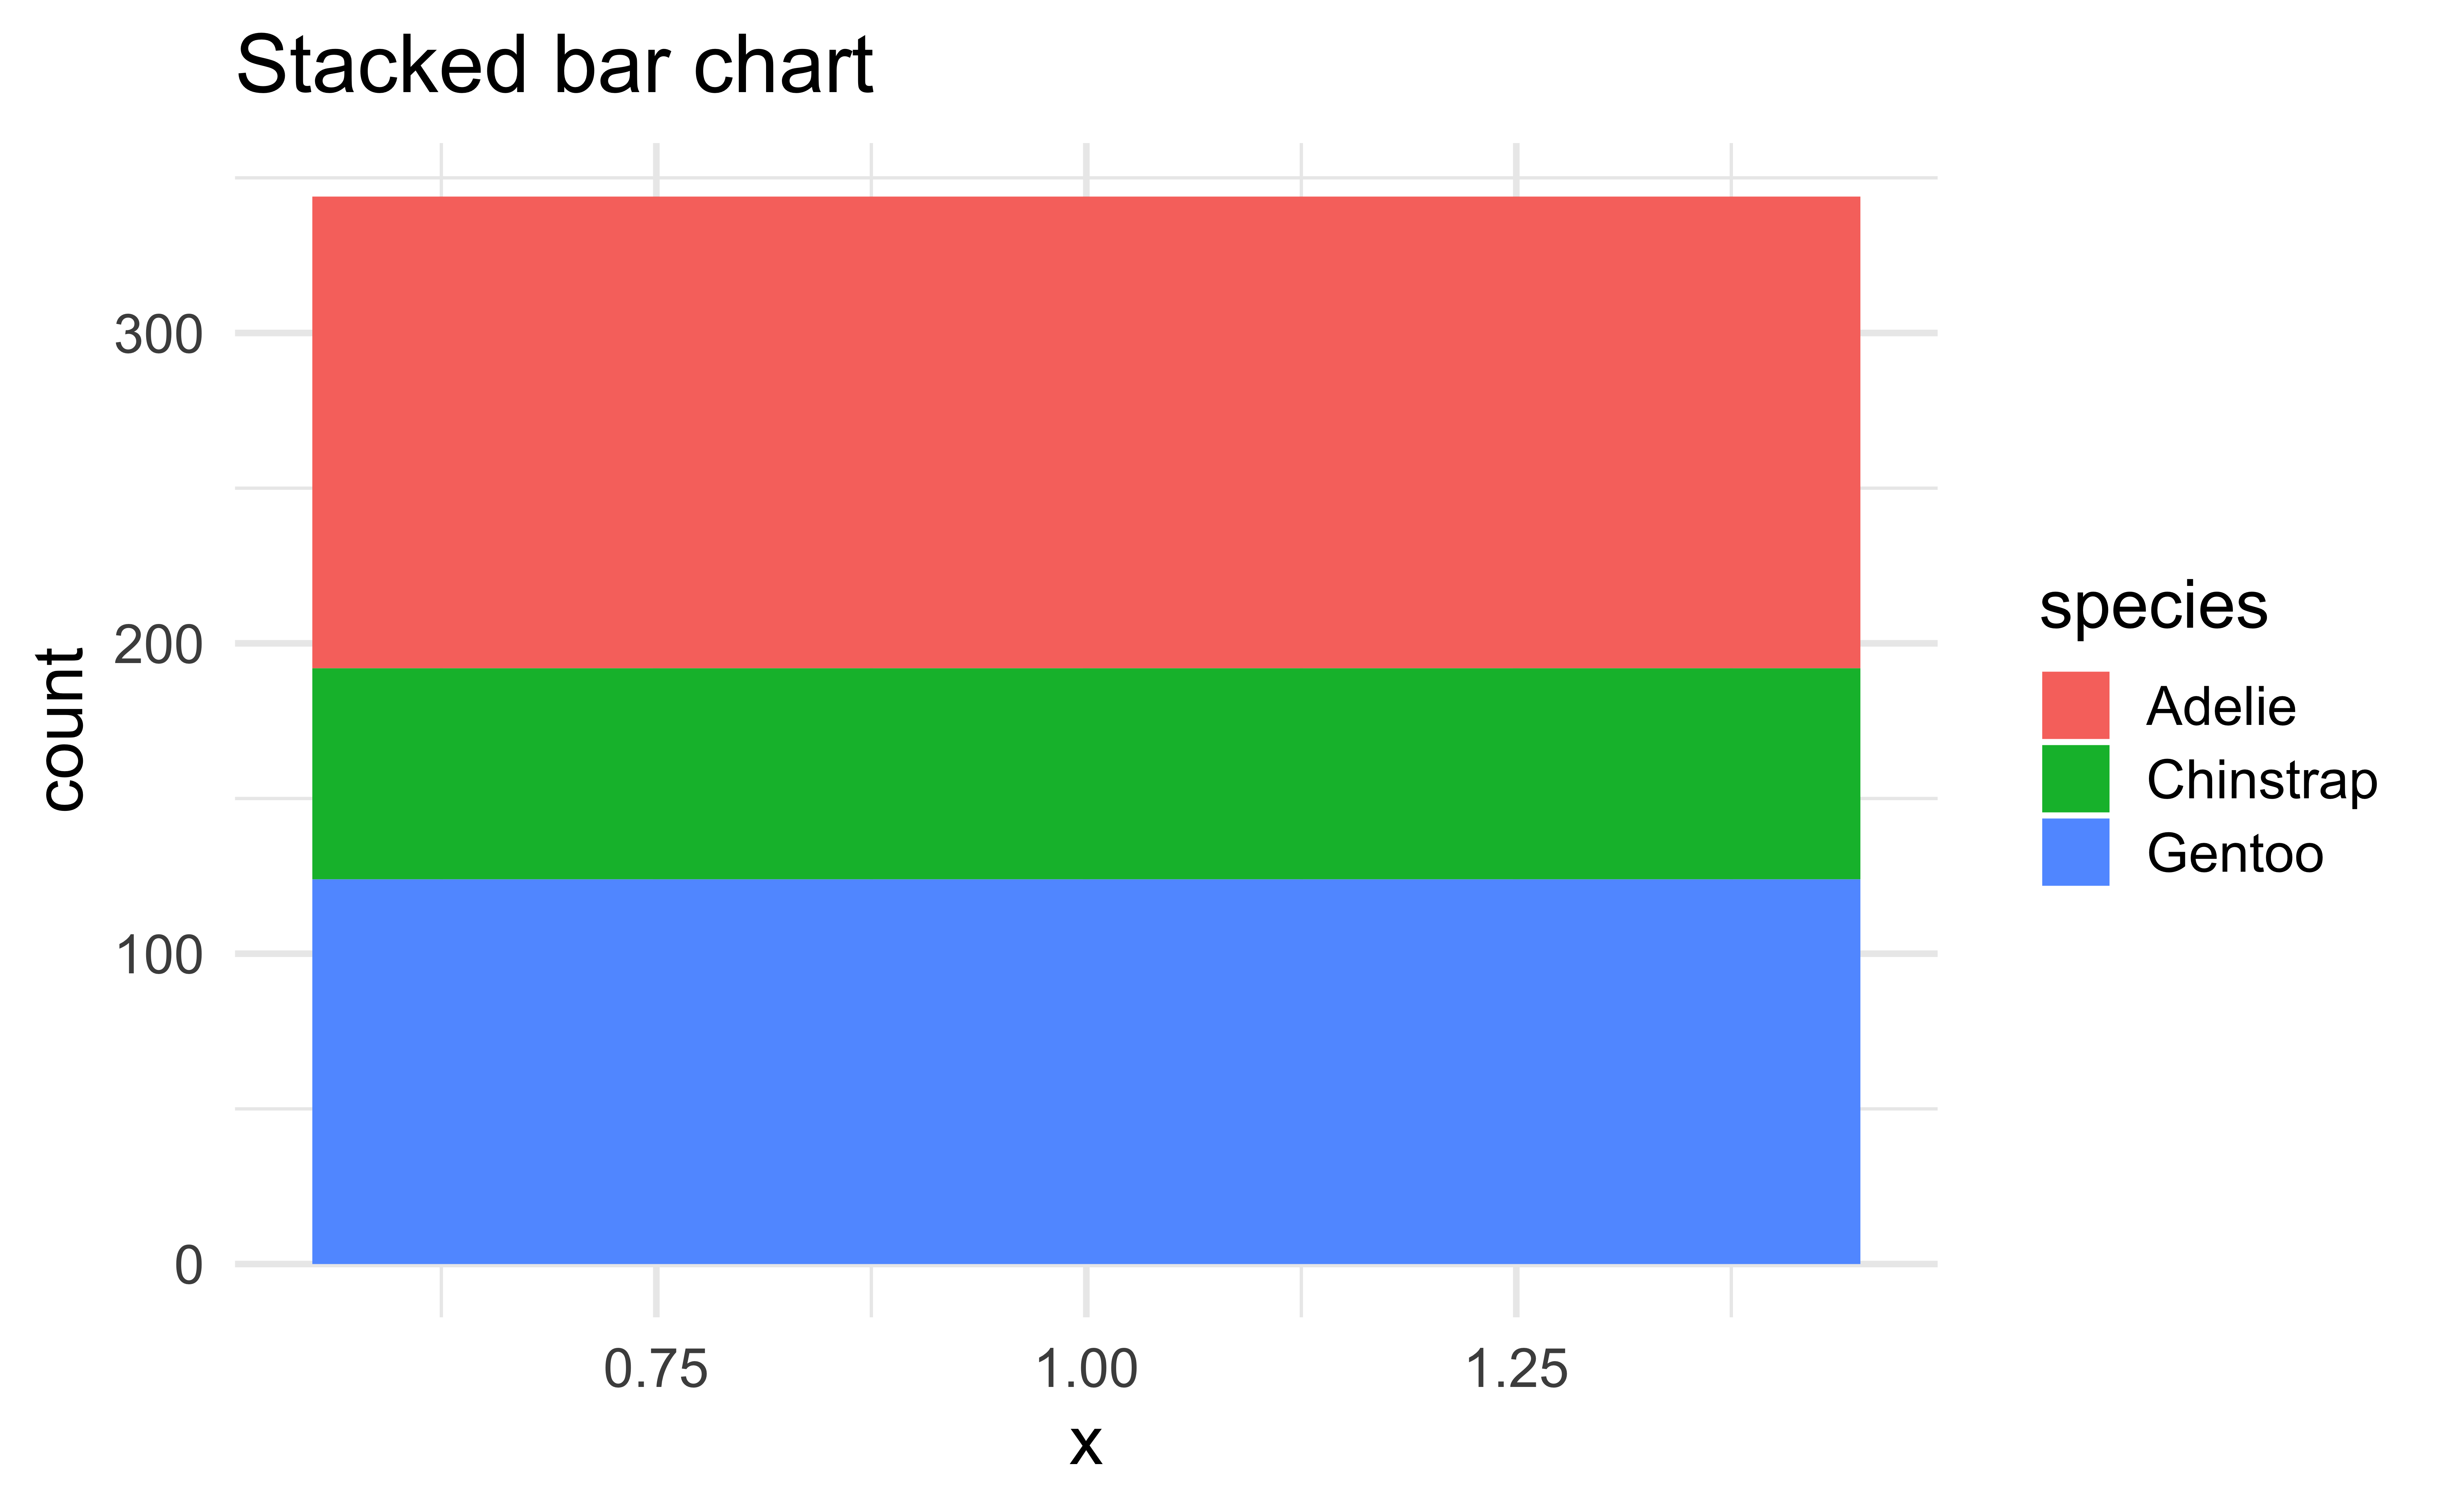 Stacked bar chart
300
200
100
0
count
0.75 1.00 1.25
x
species
Adelie
Chinstrap
Gentoo